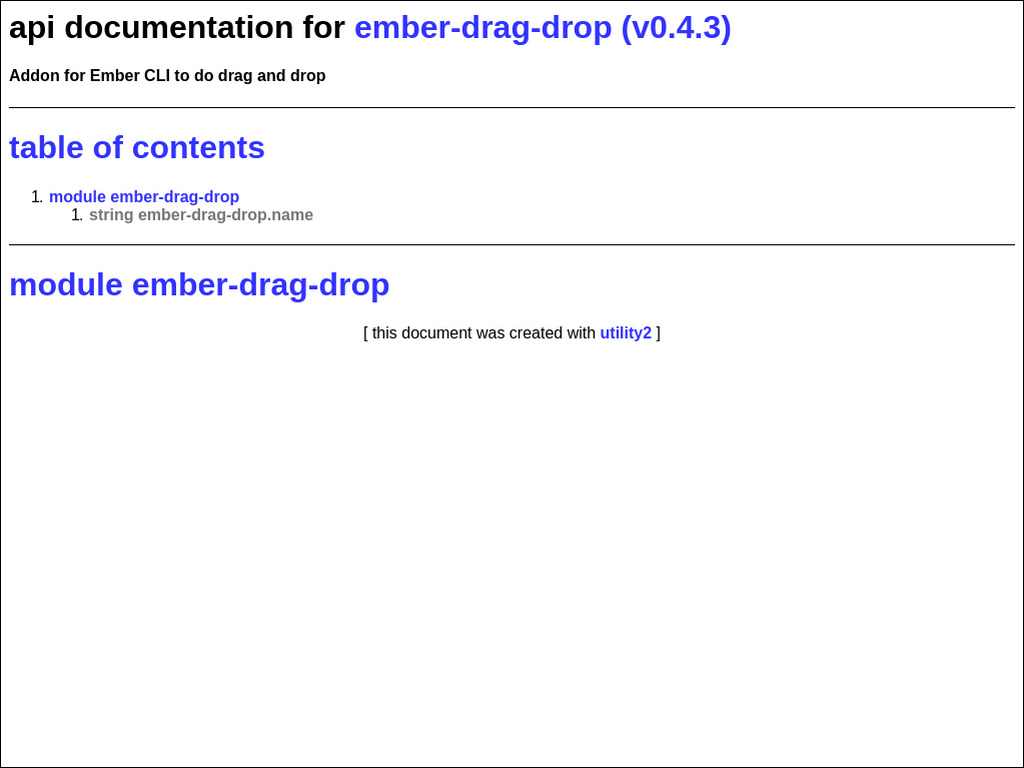 api documentation for ember-drag-drop (v0.4.3)
Addon for Ember CLI to do drag and drop
table of contents
1. module ember-drag-drop
1. string ember-drag-drop.name
module ember-drag-drop
[ this document was created with utility2 ]